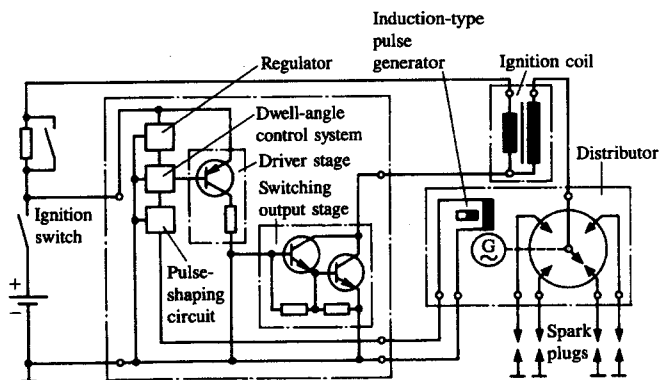 Induction-type
pulse
generator
Ignition coil
Regulator
Dwell-angle
control system
Driver stage
Distributor
Switching
output stage
Ignition
switch
Pulse-
shaping
circuit
G
~
+
−
Spark
plugs